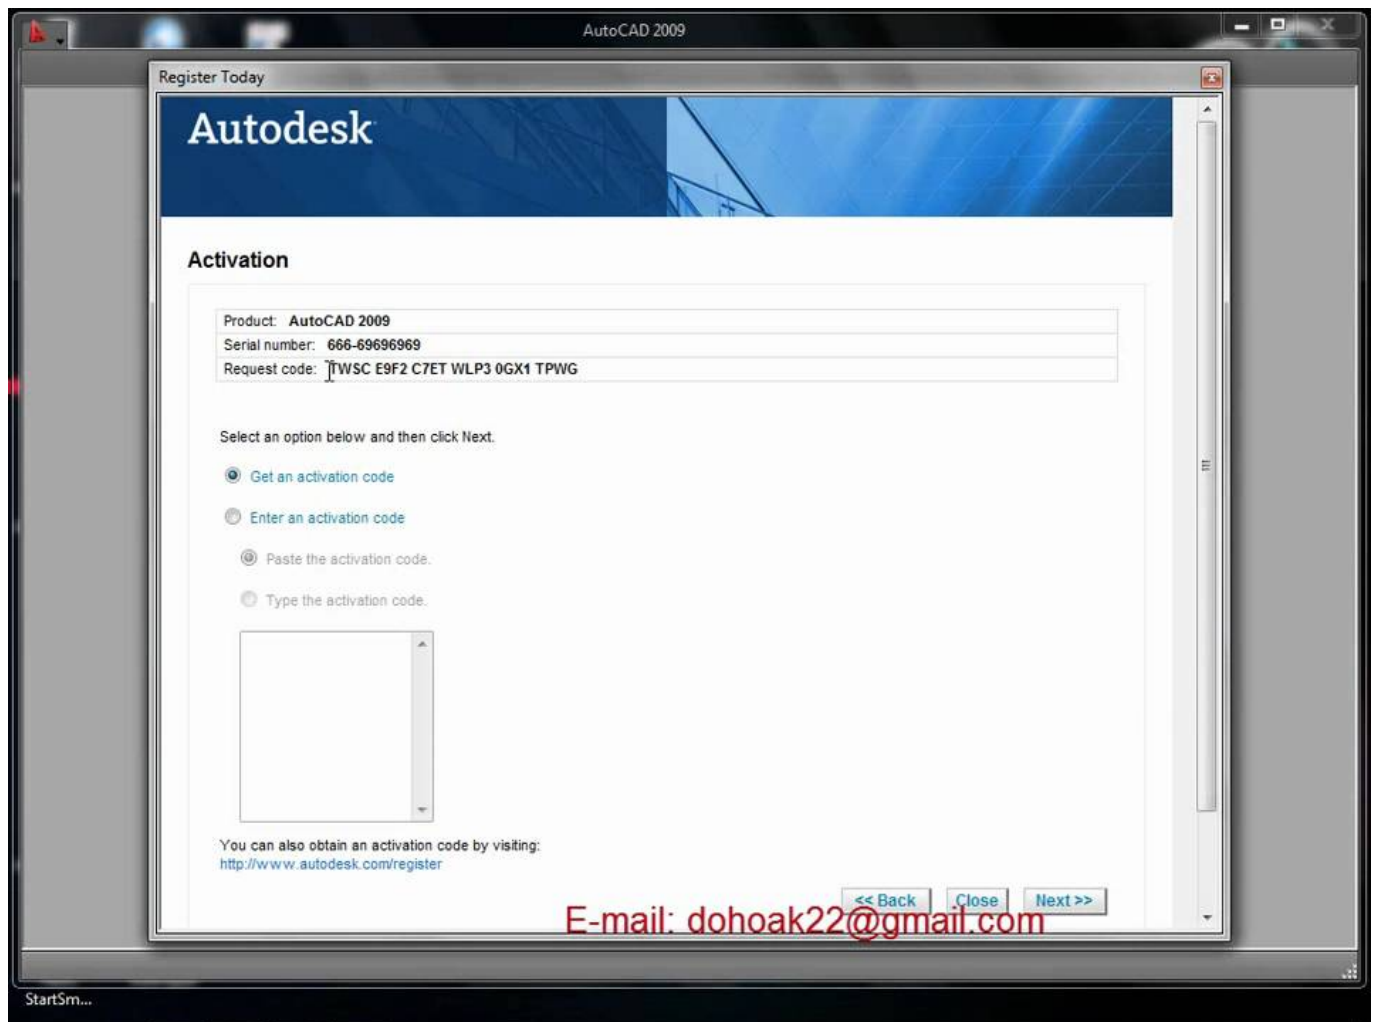 AutoCAD 2009
Register Today
Autodesk
Activation
Product: AutoCAD 2009
Serial number: 666-69696969
Request code: TWSC E9F2 C7ET WLP3 0GX1 TPWG
Select an option below and then click Next.
Get an activation code
Enter an activation code
Paste the activation code.
Type the activation code.
You can also obtain an activation code by visiting:
http://www.autodesk.com/register
<< Back Close Next >>
E-mail: dohoak22@gmail.com
StartSm...